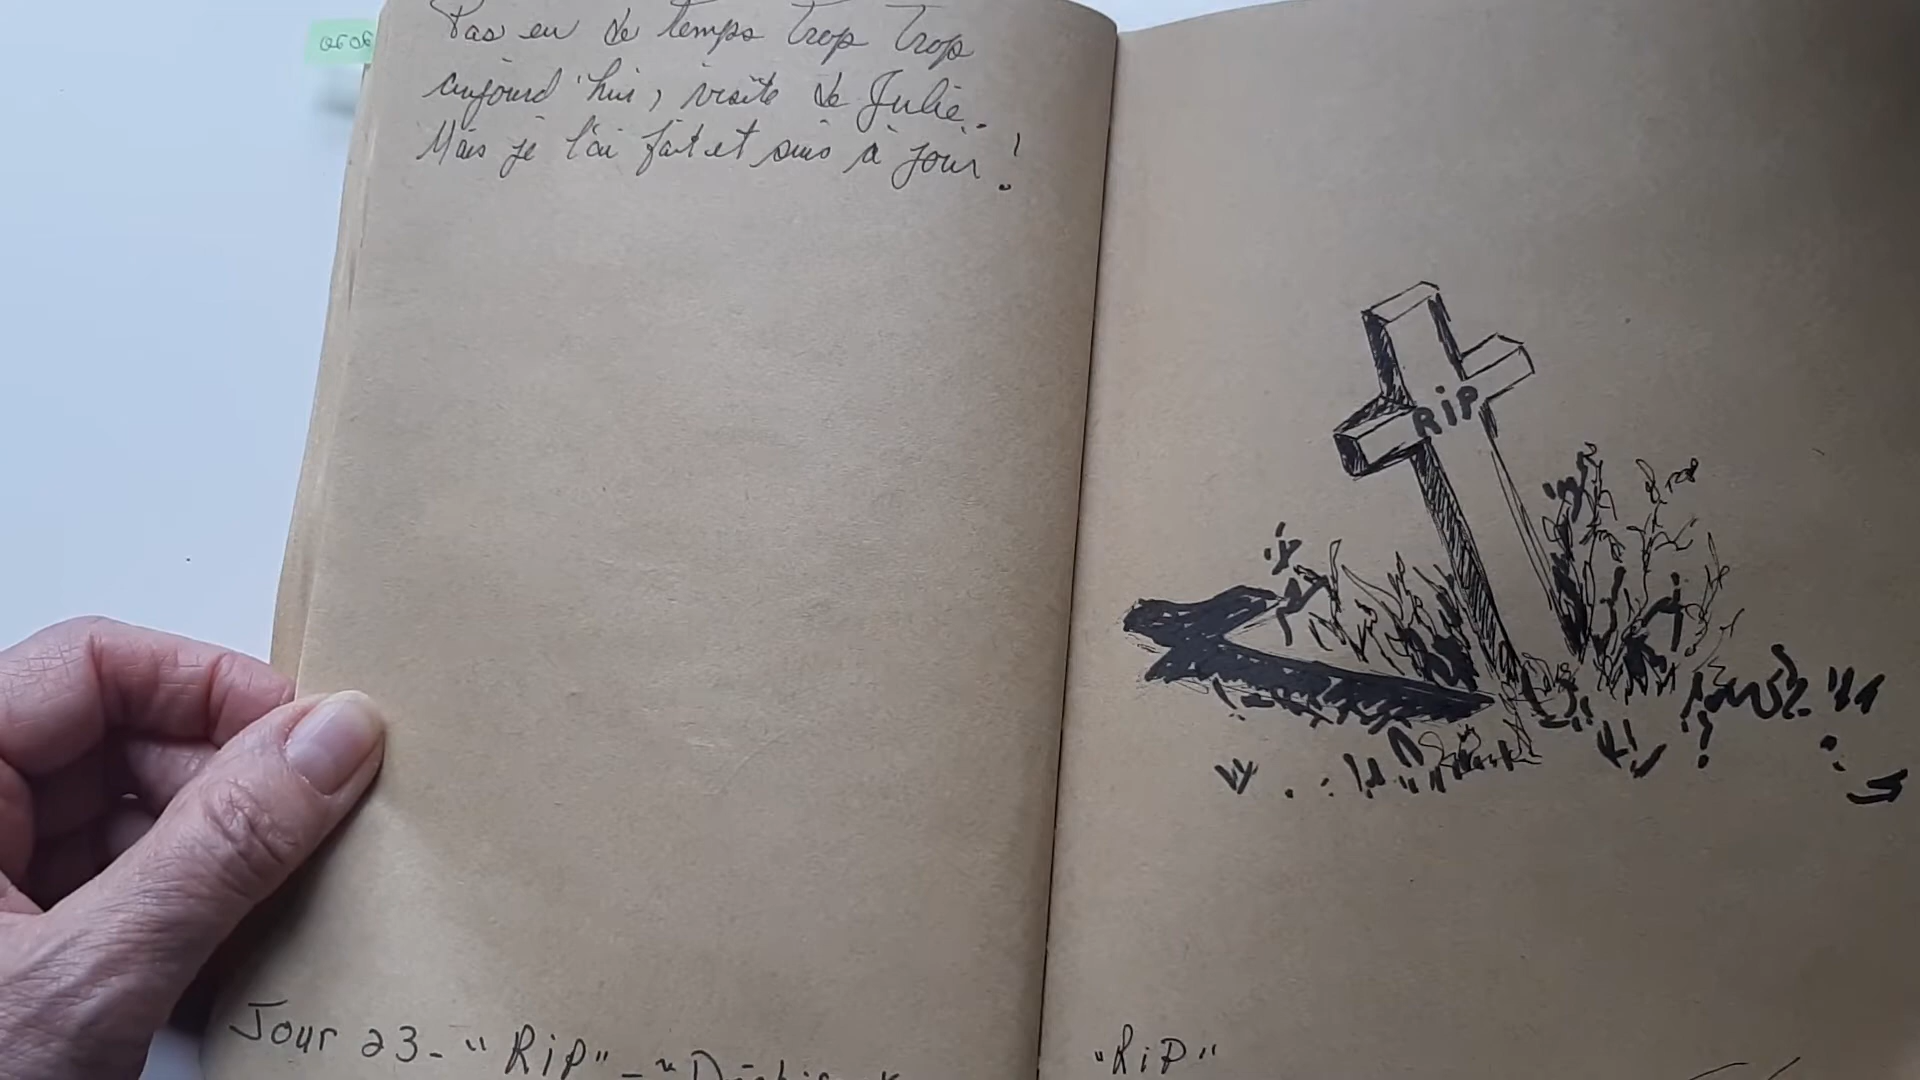 Pas eu de temps trop trop
aujourd'hui, visite de Julie.
Mais je l'ai fait et suis à jour!
Jour 23 - "RiP" -
RiP
"RiP"